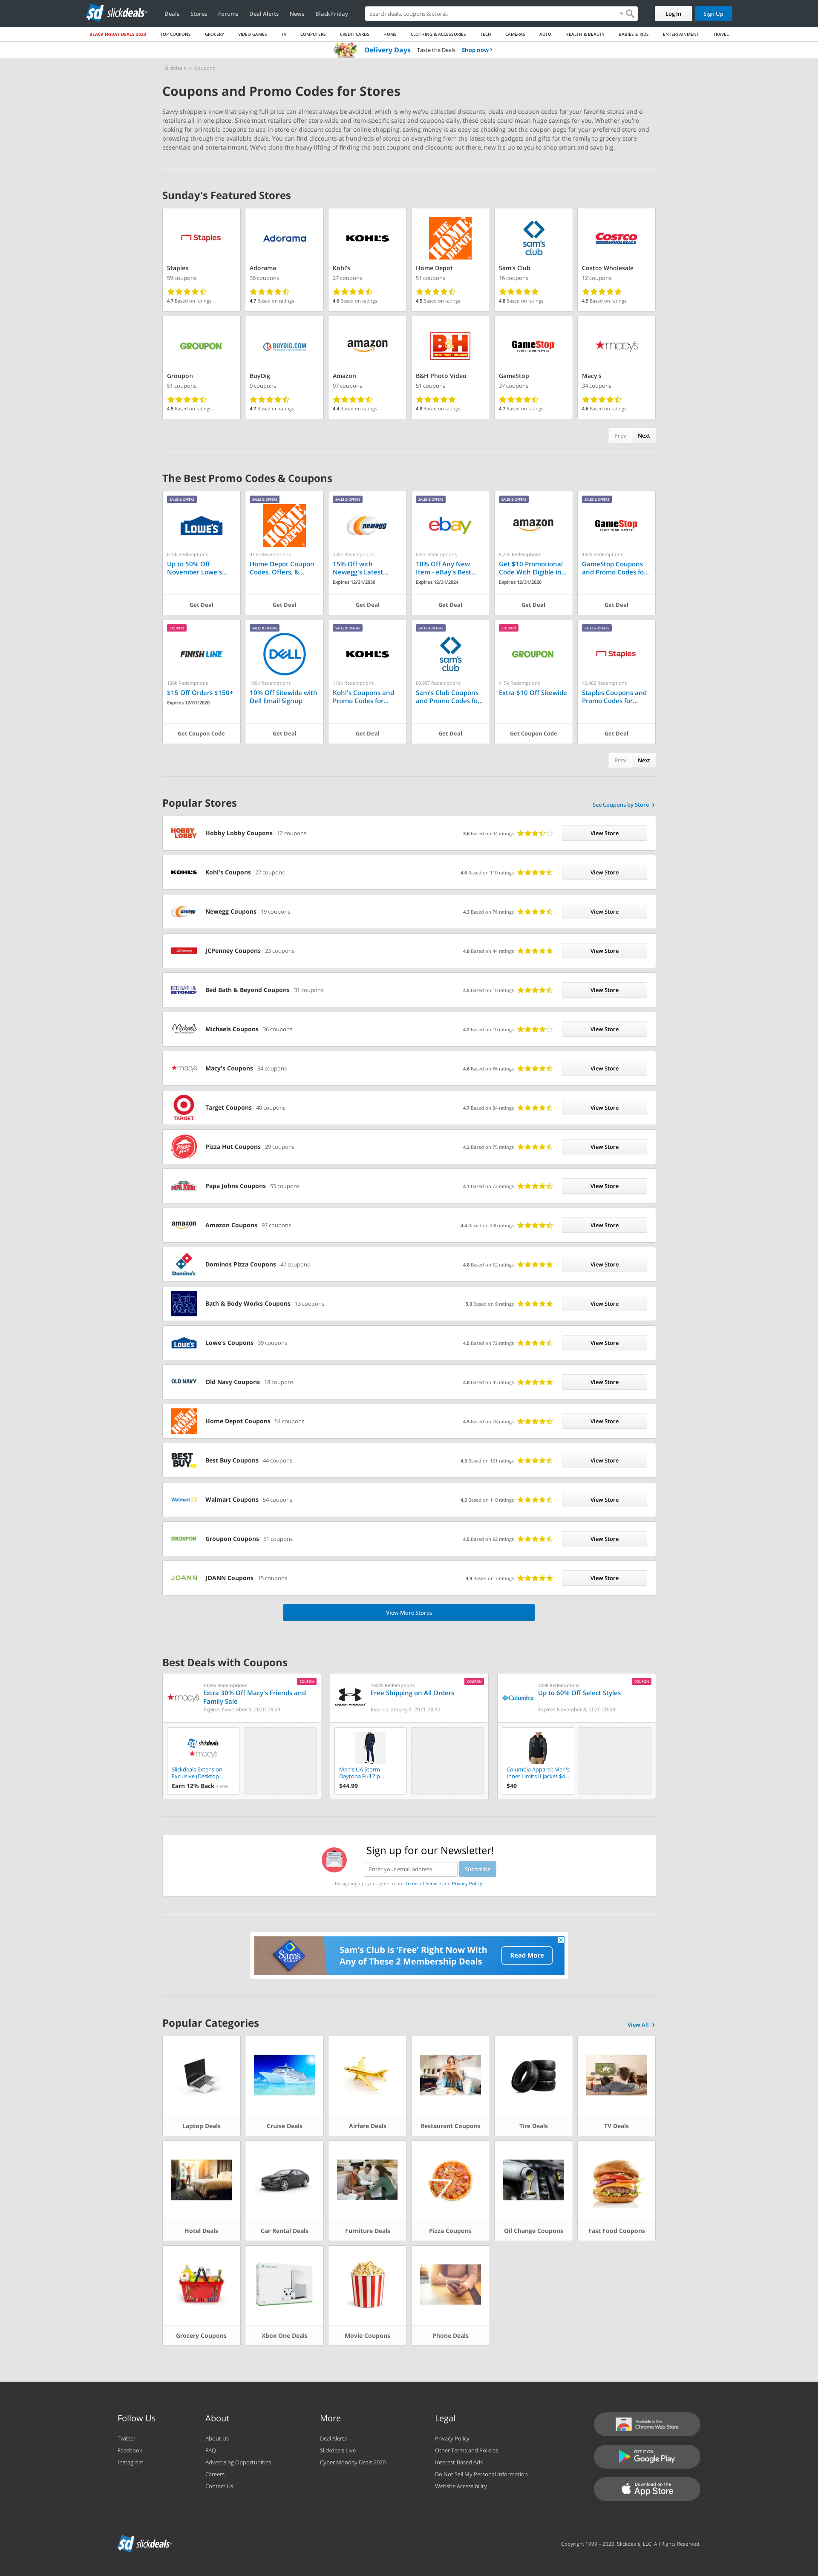 slickdeals
Deals Stores Forums Deal Alerts News Black Friday
Search deals, coupons & stores
Log In Sign Up
BLACK FRIDAY DEALS 2020 TOP COUPONS GROCERY VIDEO GAMES TV COMPUTERS CREDIT CARDS HOME CLOTHING & ACCESSORIES TECH CAMERAS AUTO HEALTH & BEAUTY BABIES & KIDS ENTERTAINMENT TRAVEL
Delivery Days Taste the Deals Shop now
Slickdeals Coupons
Coupons and Promo Codes for Stores
Savvy shoppers know that paying full price can almost always be avoided, which is why we've collected discounts, deals and coupon codes for your favorite stores and e-
retailers all in one place. Since most retailers offer store-wide and item-specific sales and coupons daily, these deals could mean huge savings for you. Whether you're
looking for printable coupons to use in store or discount codes for online shopping, saving money is as easy as checking out the coupon page for your preferred store and
browsing through the available deals. You can find discounts at hundreds of stores on everything from the latest tech gadgets and gifts for the family to everyday
essentials and entertainment. We've done the heavy lifting of finding the best coupons and discounts out there, now it's up to you to shop smart and save big.
Sunday's Featured Stores
Staples Adorama Kohl's Home Depot Sam's Club Costco Wholesale
59 coupons 36 coupons 27 coupons 51 coupons 16 coupons 12 coupons
4.7 Based on ratings 4.7 Based on ratings 4.6 Based on ratings 4.5 Based on ratings 4.8 Based on ratings 4.9 Based on ratings
Groupon BuyDig Amazon B&H Photo Video GameStop Macy's
51 coupons 9 coupons 97 coupons 51 coupons 37 coupons 34 coupons
4.5 Based on ratings 4.7 Based on ratings 4.4 Based on ratings 4.8 Based on ratings 4.7 Based on ratings 4.6 Based on ratings
Prev Next
The Best Promo Codes & Coupons
SALES & OFFERS SALES & OFFERS SALES & OFFERS SALES & OFFERS SALES & OFFERS SALES & OFFERS
616k Redemptions 413k Redemptions 270k Redemptions 685k Redemptions 8,255 Redemptions 192k Redemptions
Up to 50% Off Home Depot Coupon 15% Off with 10% Off Any New Get $10 Promotional GameStop Coupons
November Lowe's... Codes, Offers, &... Newegg's Latest... Item - eBay's Best... Code With Eligible in... and Promo Codes fo...
Expires 12/31/2050 Expires 12/31/2024 Expires 12/31/2020
Get Deal Get Deal Get Deal Get Deal Get Deal Get Deal
COUPON SALES & OFFERS SALES & OFFERS SALES & OFFERS COUPON SALES & OFFERS
139k Redemptions 109k Redemptions 119k Redemptions 80,937 Redemptions 415k Redemptions 42,462 Redemptions
$15 Off Orders $150+ 10% Off Sitewide with Kohl's Coupons and Sam's Club Coupons Extra $10 Off Sitewide Staples Coupons and
Dell Email Signup Promo Codes for... and Promo Codes fo... Promo Codes for...
Expires 12/01/2020
Get Coupon Code Get Deal Get Deal Get Deal Get Coupon Code Get Deal
Prev Next
Popular Stores See Coupons by Store
Hobby Lobby Coupons 12 coupons 3.6 Based on 34 ratings View Store
Kohl's Coupons 27 coupons 4.6 Based on 110 ratings View Store
Newegg Coupons 19 coupons 4.3 Based on 76 ratings View Store
JCPenney Coupons 23 coupons 4.8 Based on 44 ratings View Store
Bed Bath & Beyond Coupons 31 coupons 4.5 Based on 10 ratings View Store
Michaels Coupons 36 coupons 4.2 Based on 10 ratings View Store
Macy's Coupons 34 coupons 4.6 Based on 86 ratings View Store
Target Coupons 40 coupons 4.7 Based on 64 ratings View Store
Pizza Hut Coupons 29 coupons 4.3 Based on 75 ratings View Store
Papa Johns Coupons 55 coupons 4.7 Based on 72 ratings View Store
Amazon Coupons 97 coupons 4.4 Based on 430 ratings View Store
Dominos Pizza Coupons 47 coupons 4.8 Based on 52 ratings View Store
Bath & Body Works Coupons 13 coupons 5.0 Based on 9 ratings View Store
Lowe's Coupons 39 coupons 4.5 Based on 72 ratings View Store
Old Navy Coupons 18 coupons 4.8 Based on 45 ratings View Store
Home Depot Coupons 51 coupons 4.5 Based on 78 ratings View Store
Best Buy Coupons 44 coupons 4.3 Based on 101 ratings View Store
Walmart Coupons 54 coupons 4.5 Based on 110 ratings View Store
Groupon Coupons 51 coupons 4.5 Based on 92 ratings View Store
JOANN Coupons 15 coupons 4.9 Based on 7 ratings View Store
View More Stores
Best Deals with Coupons
COUPON COUPON COUPON
13446 Redemptions 10045 Redemptions 2288 Redemptions
Extra 30% Off Macy's Friends and Free Shipping on All Orders Up to 60% Off Select Styles
Family Sale
Expires November 9, 2020 23:59 Expires January 5, 2021 23:59 Expires November 8, 2020 20:59
Slickdeals Extension Men's UA Storm Columbia Apparel: Men's
Exclusive (Desktop... Daytona Full Zip... Inner Limits II Jacket $4...
Earn 12% Back + Free ... $44.99 $40
Sign up for our Newsletter!
Enter your email address Subscribe
By signing up, you agree to our Terms of Service and Privacy Policy.
Sam's Club is 'Free' Right Now With
Any of These 2 Membership Deals
Read More
Popular Categories View All
Laptop Deals Cruise Deals Airfare Deals Restaurant Coupons Tire Deals TV Deals
Hotel Deals Car Rental Deals Furniture Deals Pizza Coupons Oil Change Coupons Fast Food Coupons
Grocery Coupons Xbox One Deals Movie Coupons Phone Deals
Follow Us About More Legal
Twitter About Us Deal Alerts Privacy Policy
Facebook FAQ Slickdeals Live Other Terms and Policies
Instagram Advertising Opportunities Cyber Monday Deals 2020 Interest-Based Ads
Careers Do Not Sell My Personal Information
Contact Us Website Accessibility
Available in the
Chrome Web Store
GET IT ON
Google Play
Download on the
App Store
slickdeals
Copyright 1999 – 2020. Slickdeals, LLC. All Rights Reserved.